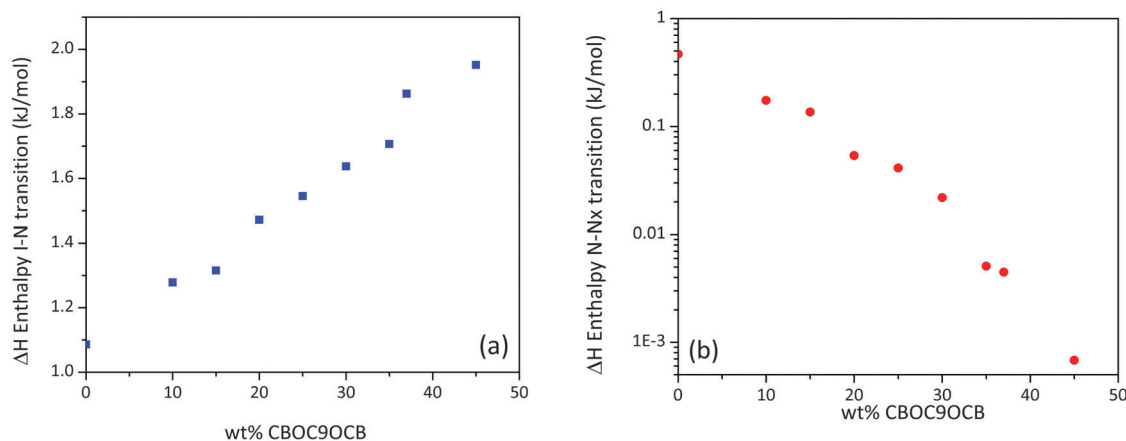 ΔH Enthalpy I-N transition (kJ/mol)
2.0
1.8
1.6
1.4
1.2
1.0
0 10 20 30 40 50
wt% CBOC9OCB
(a)
ΔH Enthalpy N-Nx transition (kJ/mol)
1
0.1
0.01
1E-3
0 10 20 30 40 50
wt% CBOC9OCB
(b)